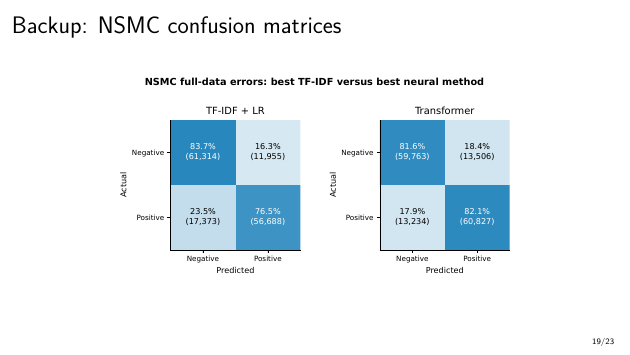 Backup: NSMC confusion matrices
NSMC full-data errors: best TF-IDF versus best neural method
TF-IDF + LR
Actual
Negative
83.7%
(61,314)
16.3%
(11,955)
Positive
23.5%
(17,373)
76.5%
(56,688)
Negative
Positive
Predicted
Transformer
Actual
Negative
81.6%
(59,763)
18.4%
(13,506)
Positive
17.9%
(13,234)
82.1%
(60,827)
Negative
Positive
Predicted
19/23